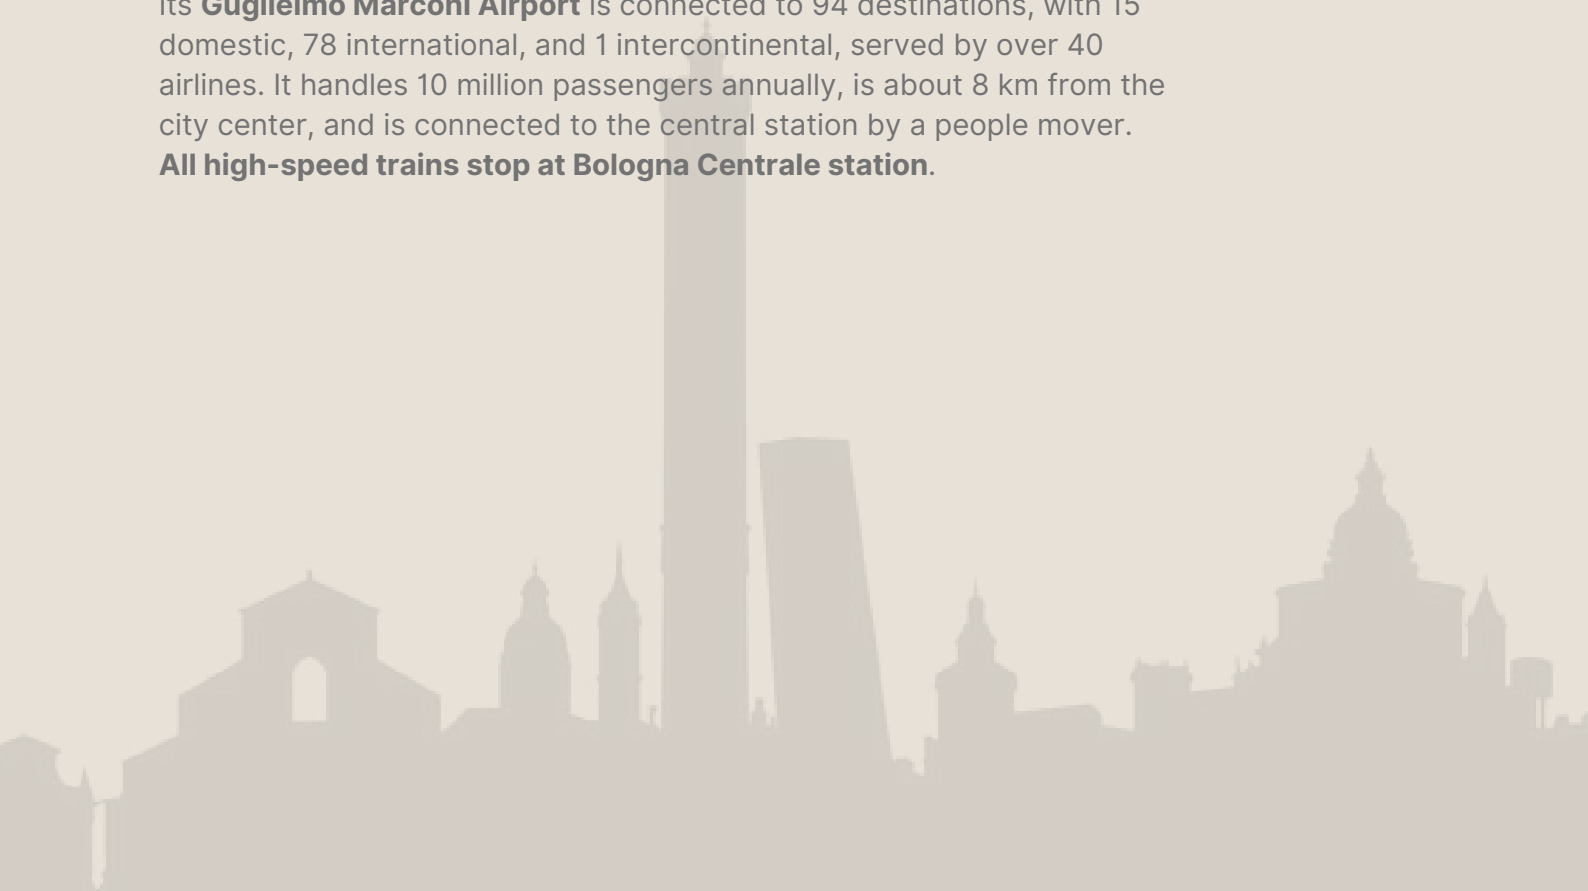 Its Guglielmo Marconi Airport is connected to 94 destinations, with 15
domestic, 78 international, and 1 intercontinental, served by over 40
airlines. It handles 10 million passengers annually, is about 8 km from the
city center, and is connected to the central station by a people mover.
All high-speed trains stop at Bologna Centrale station.